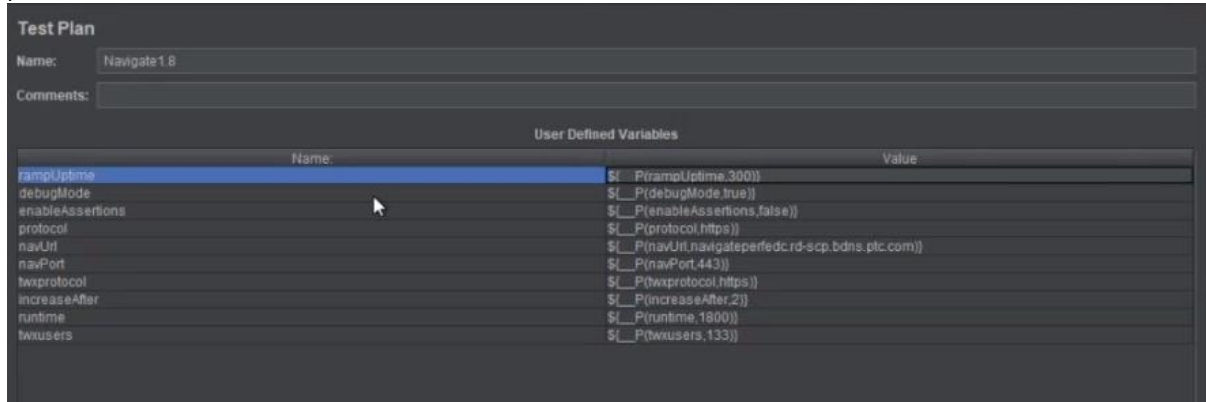 Test Plan
Name: Navigate1.8
Comments:
User Defined Variables
Name: Value
rampUptime ${__P(rampUptime,300)}
debugMode ${__P(debugMode,true)}
enableAssertions ${__P(enableAssertions,false)}
protocol ${__P(protocol,https)}
navUrl ${__P(navUrl,navigateperfedc.rd-scp.bdns.ptc.com)}
navPort ${__P(navPort,443)}
twxprotocol ${__P(twxprotocol,https)}
increaseAfter ${__P(increaseAfter,2)}
runtime ${__P(runtime,1800)}
twxusers ${__P(twxusers,133)}